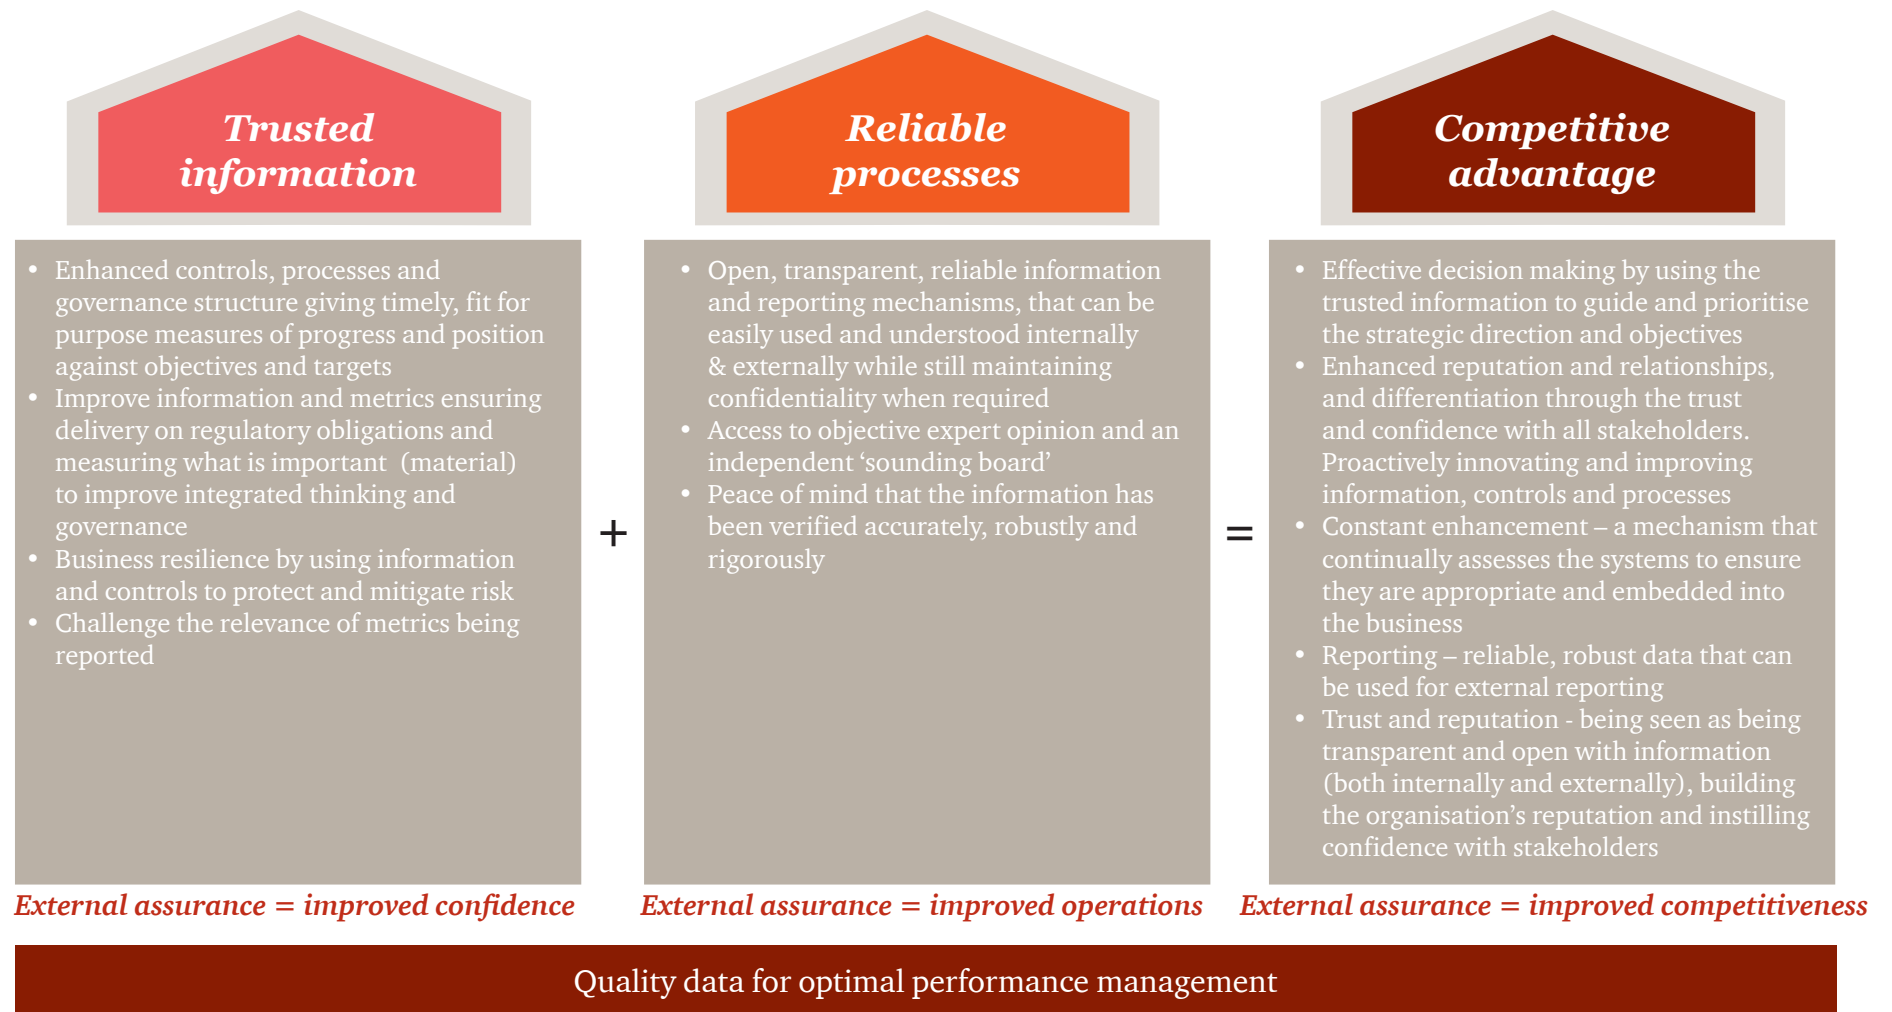 Trusted
information
• Enhanced controls, processes and
governance structure giving timely, fit for
purpose measures of progress and position
against objectives and targets
• Improve information and metrics ensuring
delivery on regulatory obligations and
measuring what is important  (material)
to improve integrated thinking and
governance
• Business resilience by using information
and controls to protect and mitigate risk
• Challenge the relevance of metrics being
reported
External assurance = improved confidence
+
Reliable
processes
• Open, transparent, reliable information
and reporting mechanisms, that can be
easily used and understood internally
& externally while still maintaining
confidentiality when required
• Access to objective expert opinion and an
independent ‘sounding board’
• Peace of mind that the information has
been verified accurately, robustly and
rigorously
External assurance = improved operations
=
Competitive
advantage
• Effective decision making by using the
trusted information to guide and prioritise
the strategic direction and objectives
• Enhanced reputation and relationships,
and differentiation through the trust
and confidence with all stakeholders.
Proactively innovating and improving
information, controls and processes
• Constant enhancement – a mechanism that
continually assesses the systems to ensure
they are appropriate and embedded into
the business
• Reporting – reliable, robust data that can
be used for external reporting
• Trust and reputation - being seen as being
transparent and open with information
(both internally and externally), building
the organisation’s reputation and instilling
confidence with stakeholders
External assurance = improved competitiveness
Quality data for optimal performance management